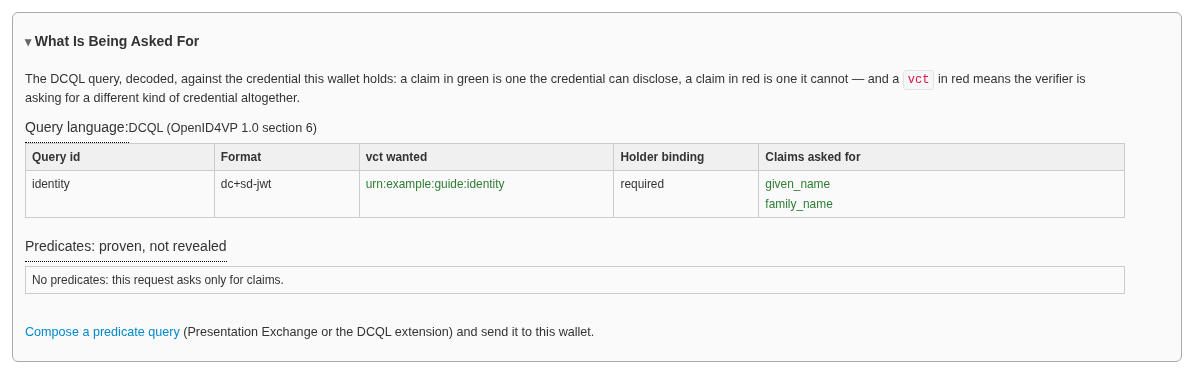 ▾ What Is Being Asked For
The DCQL query, decoded, against the credential this wallet holds: a claim in green is one the credential can disclose, a claim in red is one it cannot — and a vct in red means the verifier is
asking for a different kind of credential altogether.
Query language:DCQL (OpenID4VP 1.0 section 6)
Query id Format vct wanted Holder binding Claims asked for
identity dc+sd-jwt urn:example:guide:identity required given_name
family_name
Predicates: proven, not revealed
No predicates: this request asks only for claims.
Compose a predicate query (Presentation Exchange or the DCQL extension) and send it to this wallet.